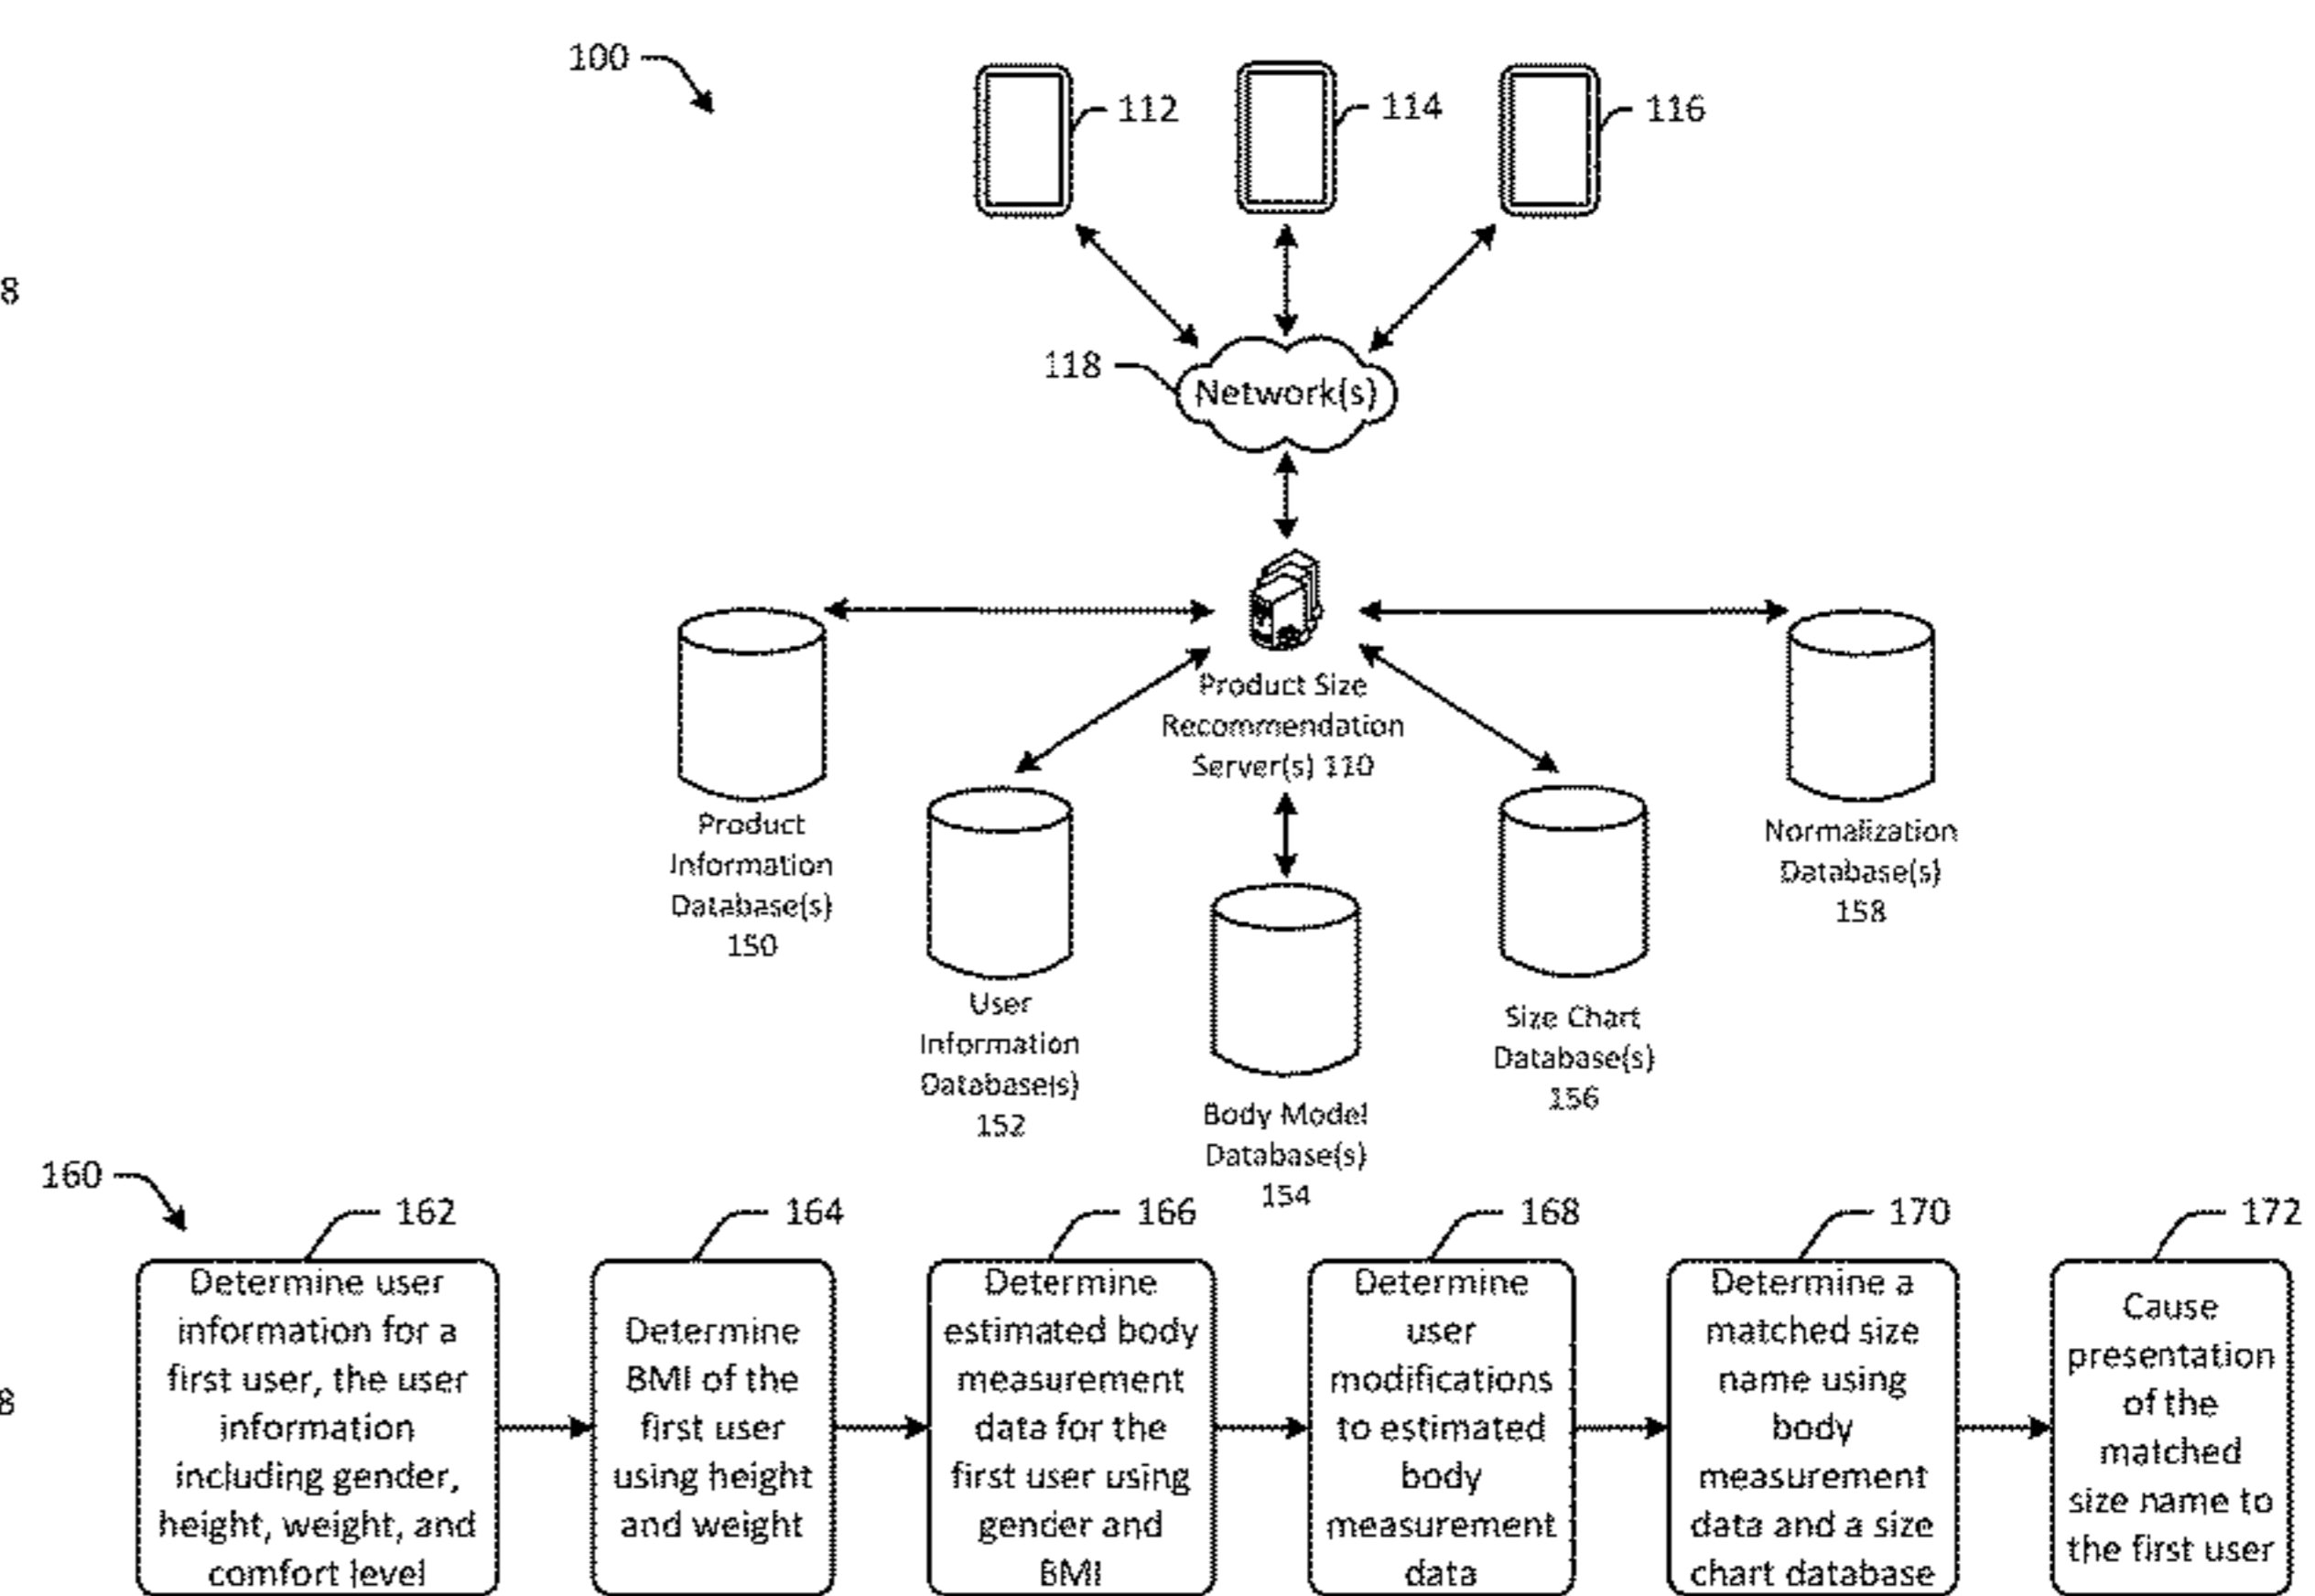 100
112
114
116
8
118
Network(s)
Product Size
Recommendation
Server(s) 110
Product
Information
Database(s)
150
User
Information
Database(s)
152
Body Model
Database(s)
154
Size Chart
Database(s)
156
Normalization
Database(s)
158
160
162
Determine user
information for a
first user, the user
information
including gender,
height, weight, and
comfort level
164
Determine
BMI of the
first user
using height
and weight
166
Determine
estimated body
measurement
data for the
first user using
gender and
BMI
168
Determine
user
modifications
to estimated
body
measurement
data
170
Determine a
matched size
name using
body
measurement
data and a size
chart database
172
Cause
presentation
of the
matched
size name to
the first user
8